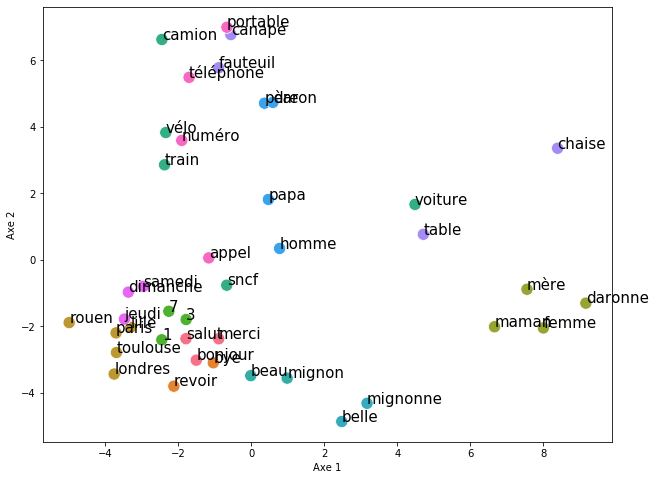 portable
canapé
camion
fauteuil
téléphone
père
daron
vélo
numéro
chaise
train
papa
voiture
table
homme
appel
samedi
dimanche
sncf
mère
daronne
7
jeudi
3
rouen
lille
paris
maman
femme
1
salut
merci
toulouse
bonjour
bye
londres
beau
mignon
revoir
mignonne
belle
6
4
2
0
−2
−4
Axe 2
−4
−2
0
2
4
6
8
Axe 1